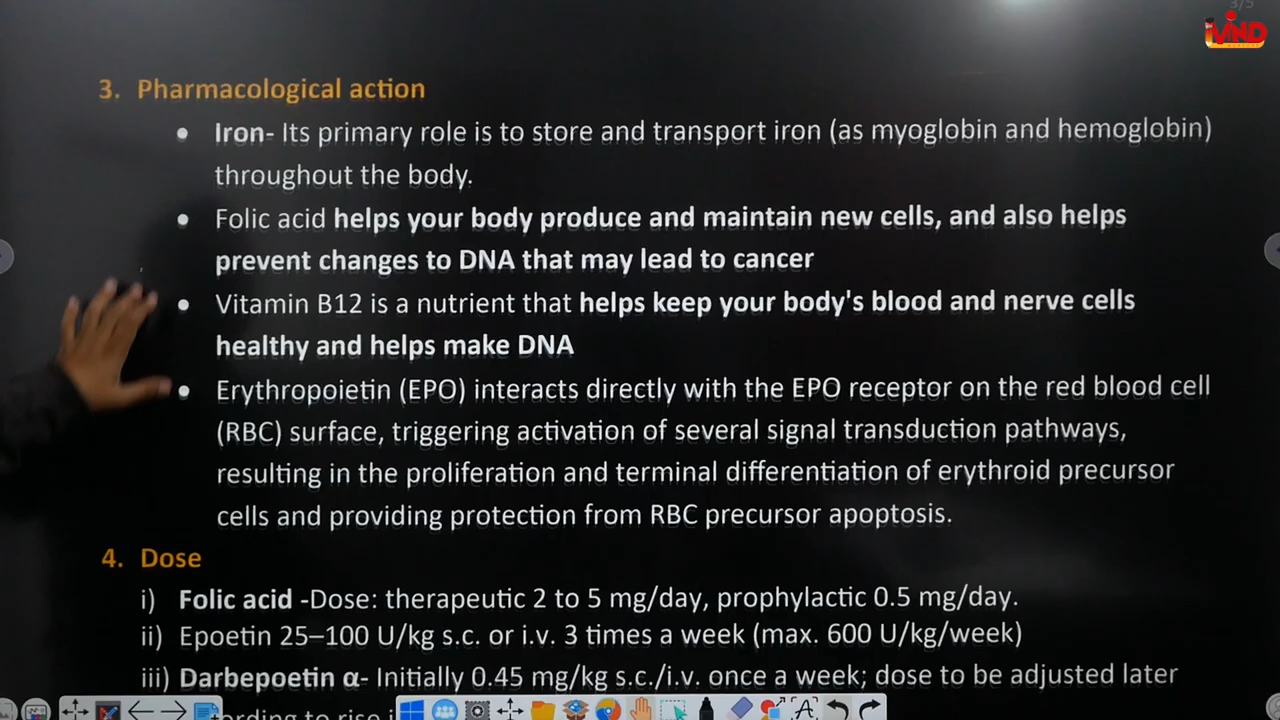 3/5
iMND
3. Pharmacological action
• Iron- Its primary role is to store and transport iron (as myoglobin and hemoglobin)
throughout the body.
• Folic acid helps your body produce and maintain new cells, and also helps
prevent changes to DNA that may lead to cancer
• Vitamin B12 is a nutrient that helps keep your body's blood and nerve cells
healthy and helps make DNA
• Erythropoietin (EPO) interacts directly with the EPO receptor on the red blood cell
(RBC) surface, triggering activation of several signal transduction pathways,
resulting in the proliferation and terminal differentiation of erythroid precursor
cells and providing protection from RBC precursor apoptosis.
4. Dose
i) Folic acid -Dose: therapeutic 2 to 5 mg/day, prophylactic 0.5 mg/day.
ii) Epoetin 25–100 U/kg s.c. or i.v. 3 times a week (max. 600 U/kg/week)
iii) Darbepoetin α- Initially 0.45 mg/kg s.c./i.v. once a week; dose to be adjusted later